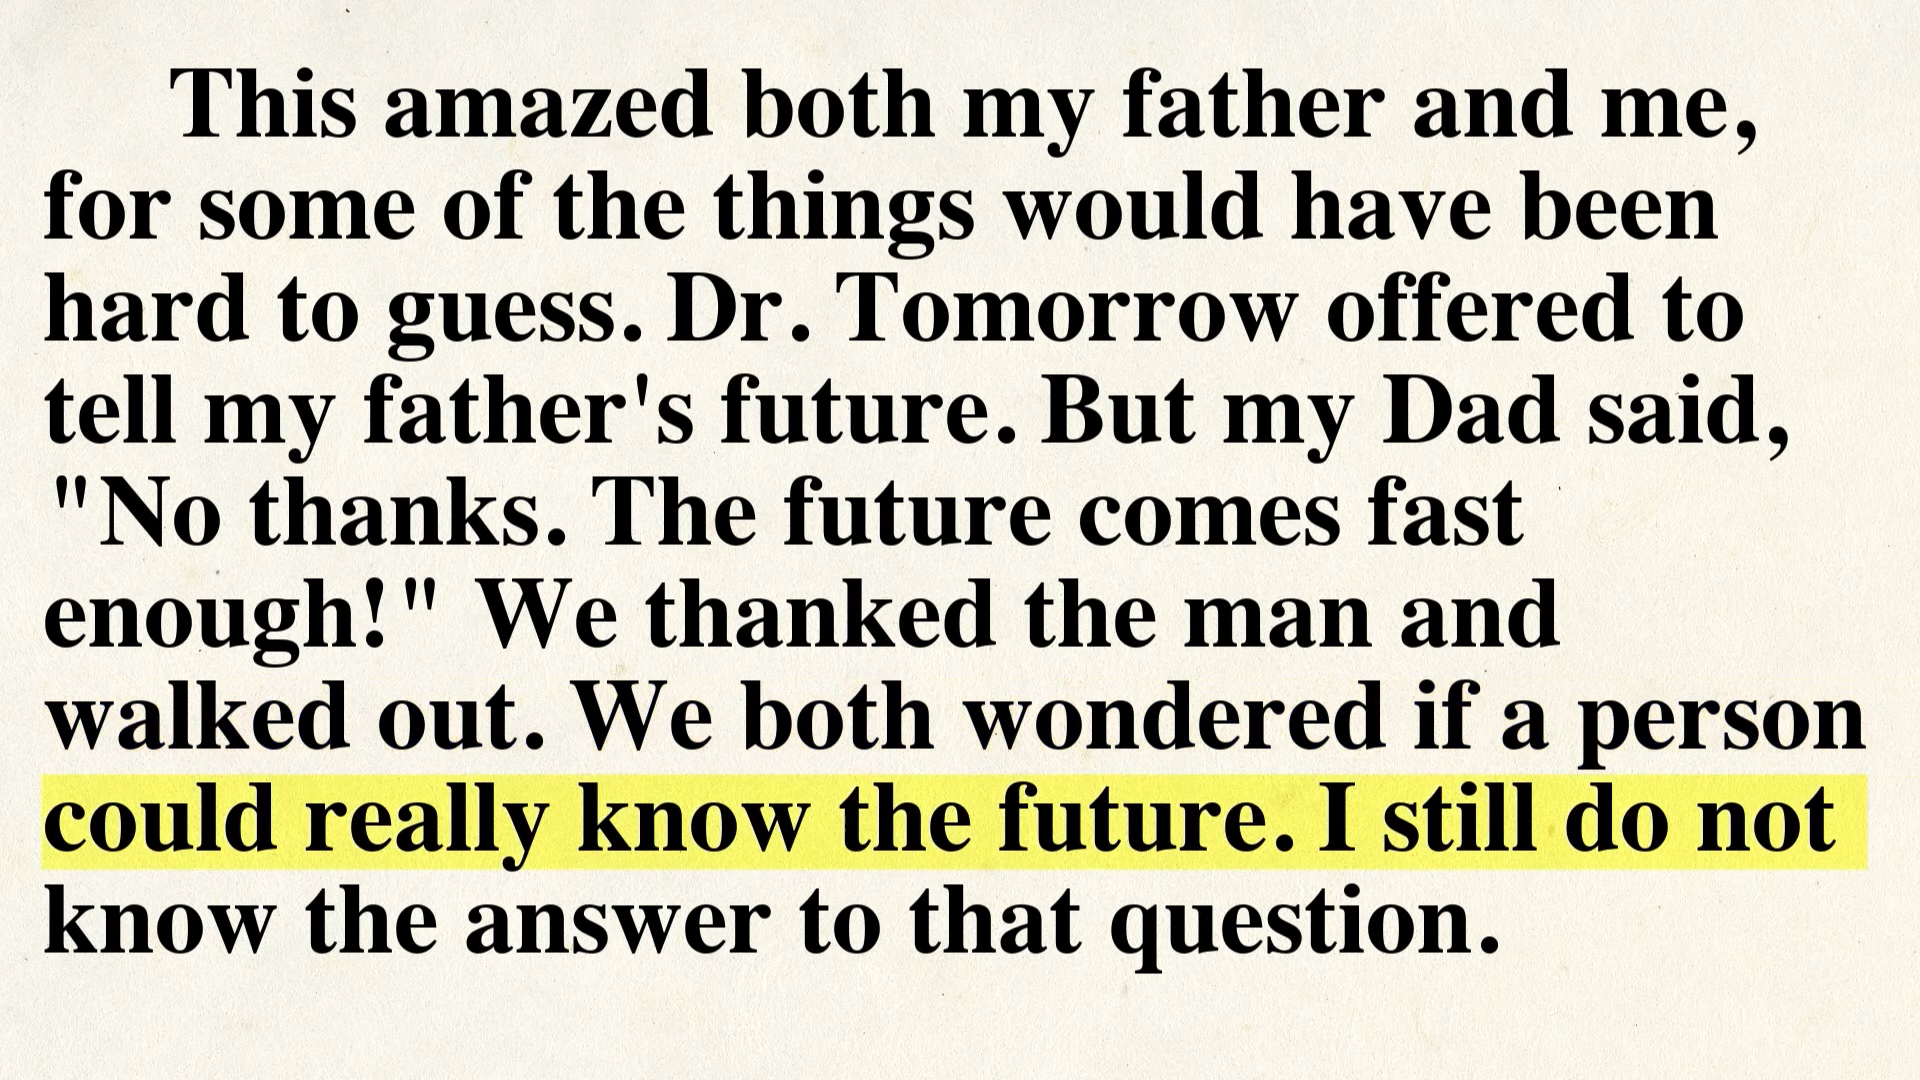 This amazed both my father and me,
for some of the things would have been
hard to guess. Dr. Tomorrow offered to
tell my father's future. But my Dad said,
"No thanks. The future comes fast
enough!" We thanked the man and
walked out. We both wondered if a person
could really know the future. I still do not
know the answer to that question.